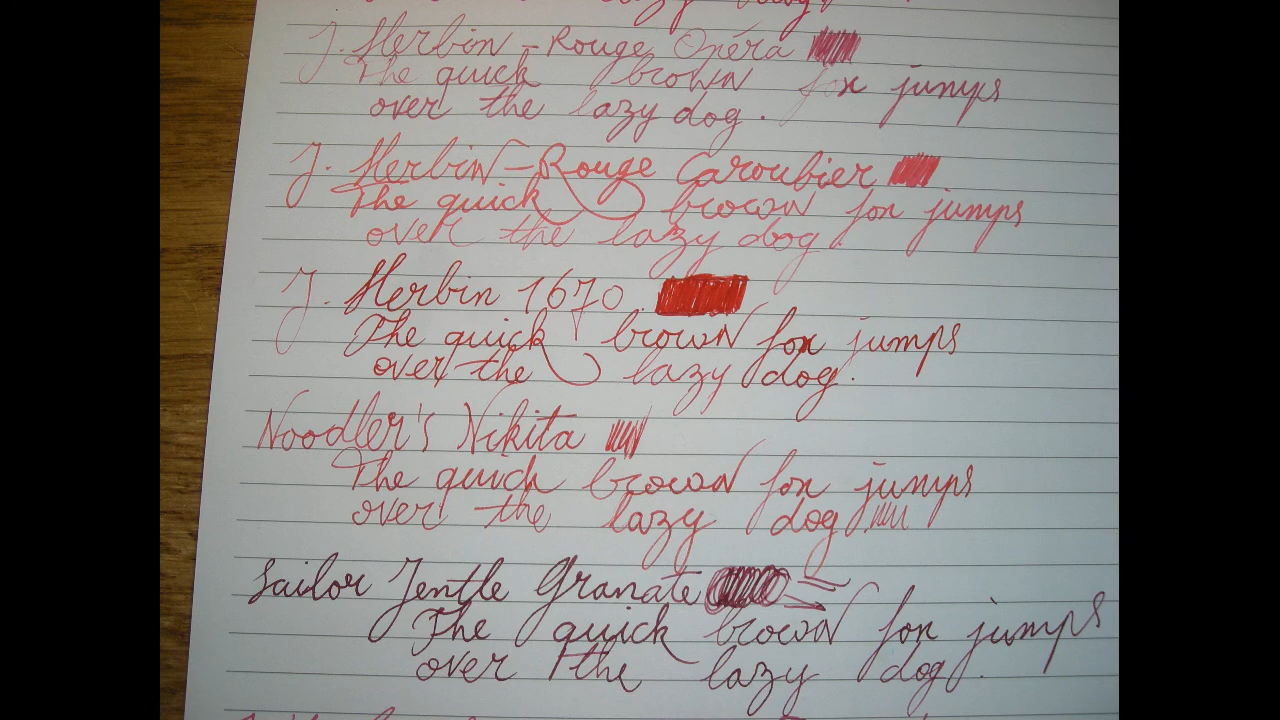 lazy dog.
J. Herbin - Rouge Opéra
The quick brown fox jumps
over the lazy dog.
J. Herbin - Rouge Caroubier
The quick brown fox jumps
over the lazy dog.
J. Herbin 1670.
The quick brown fox jumps
over the lazy dog.
Noodler's Nikita
The quick brown fox jumps
over the lazy dog.
Sailor Jentle Granate
The quick brown fox jumps
over the lazy dog.